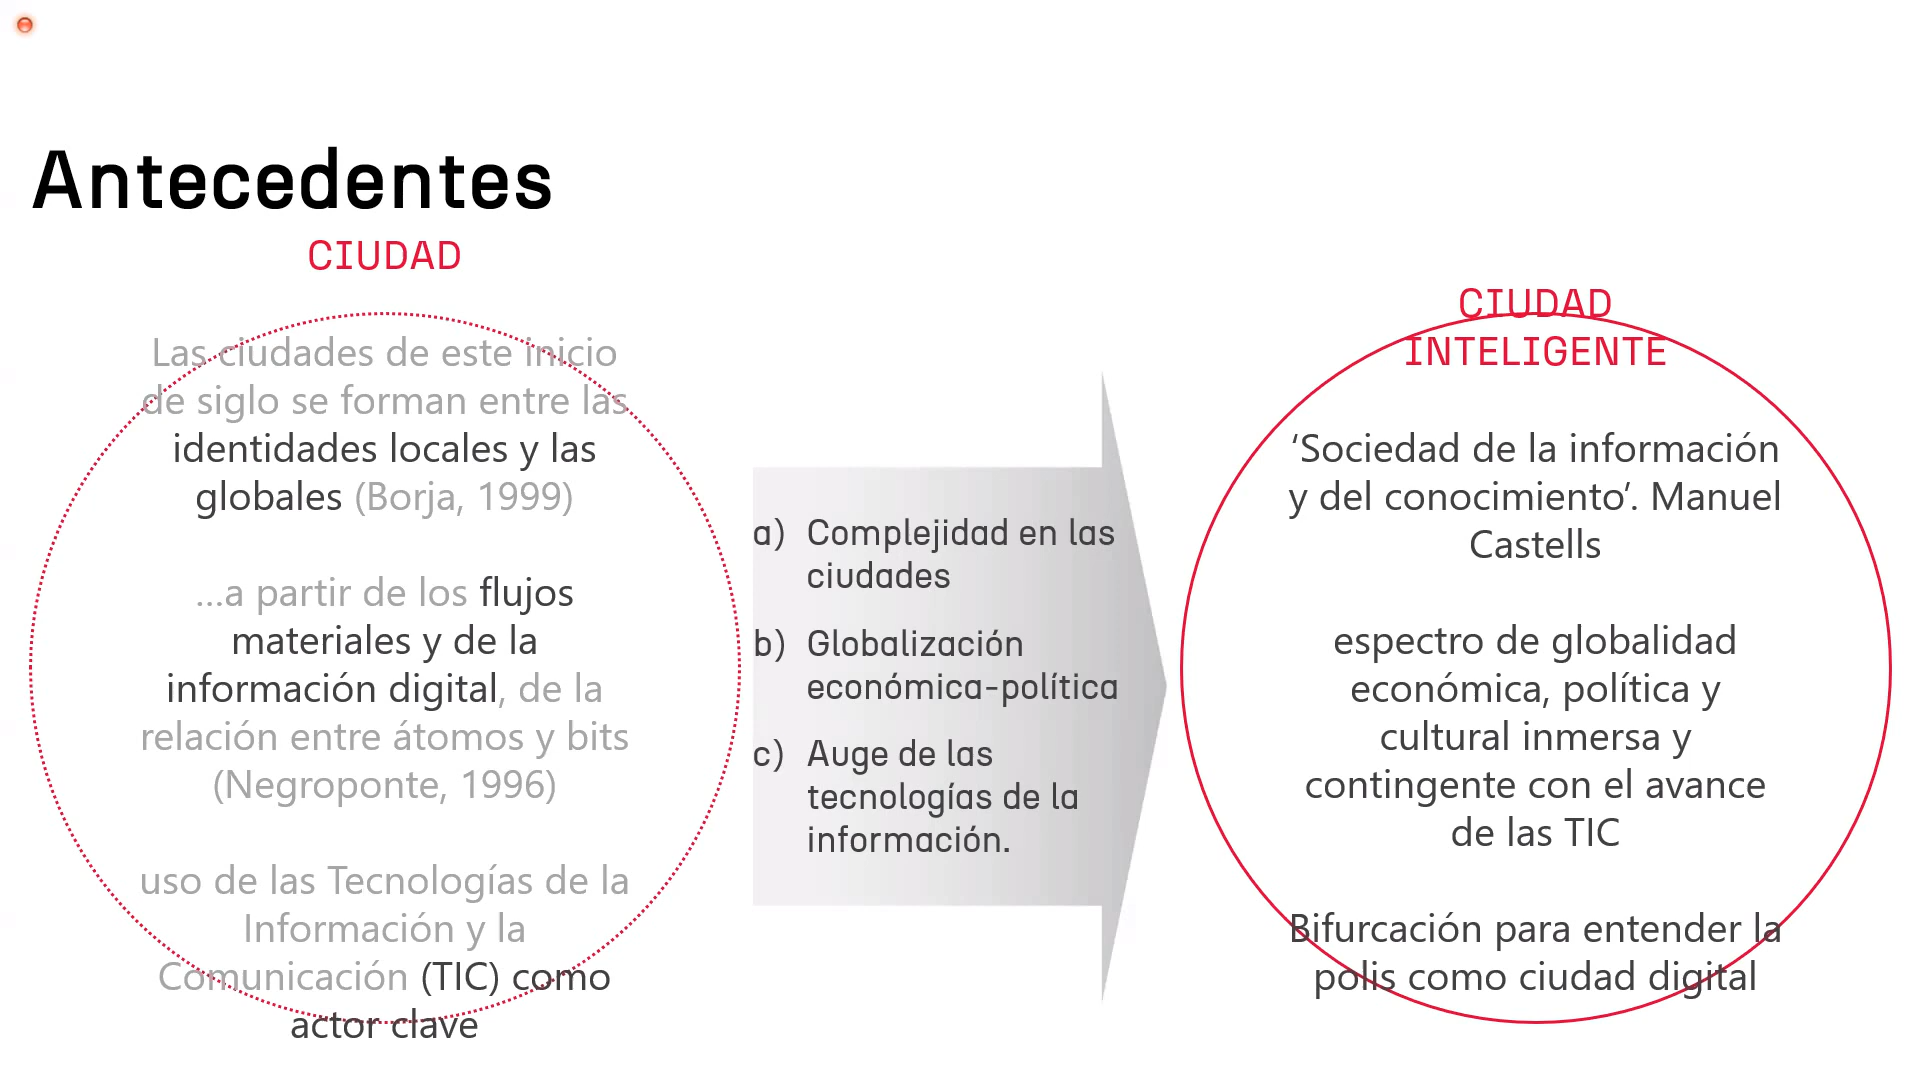 Antecedentes
CIUDAD
Las ciudades de este inicio
de siglo se forman entre las
identidades locales y las
globales (Borja, 1999)
...a partir de los flujos
materiales y de la
información digital, de la
relación entre átomos y bits
(Negroponte, 1996)
uso de las Tecnologías de la
Información y la
Comunicación (TIC) como
actor clave
a) Complejidad en las
ciudades
b) Globalización
económica-política
c) Auge de las
tecnologías de la
información.
CIUDAD
INTELIGENTE
‘Sociedad de la información
y del conocimiento’. Manuel
Castells
espectro de globalidad
económica, política y
cultural inmersa y
contingente con el avance
de las TIC
Bifurcación para entender la
polis como ciudad digital